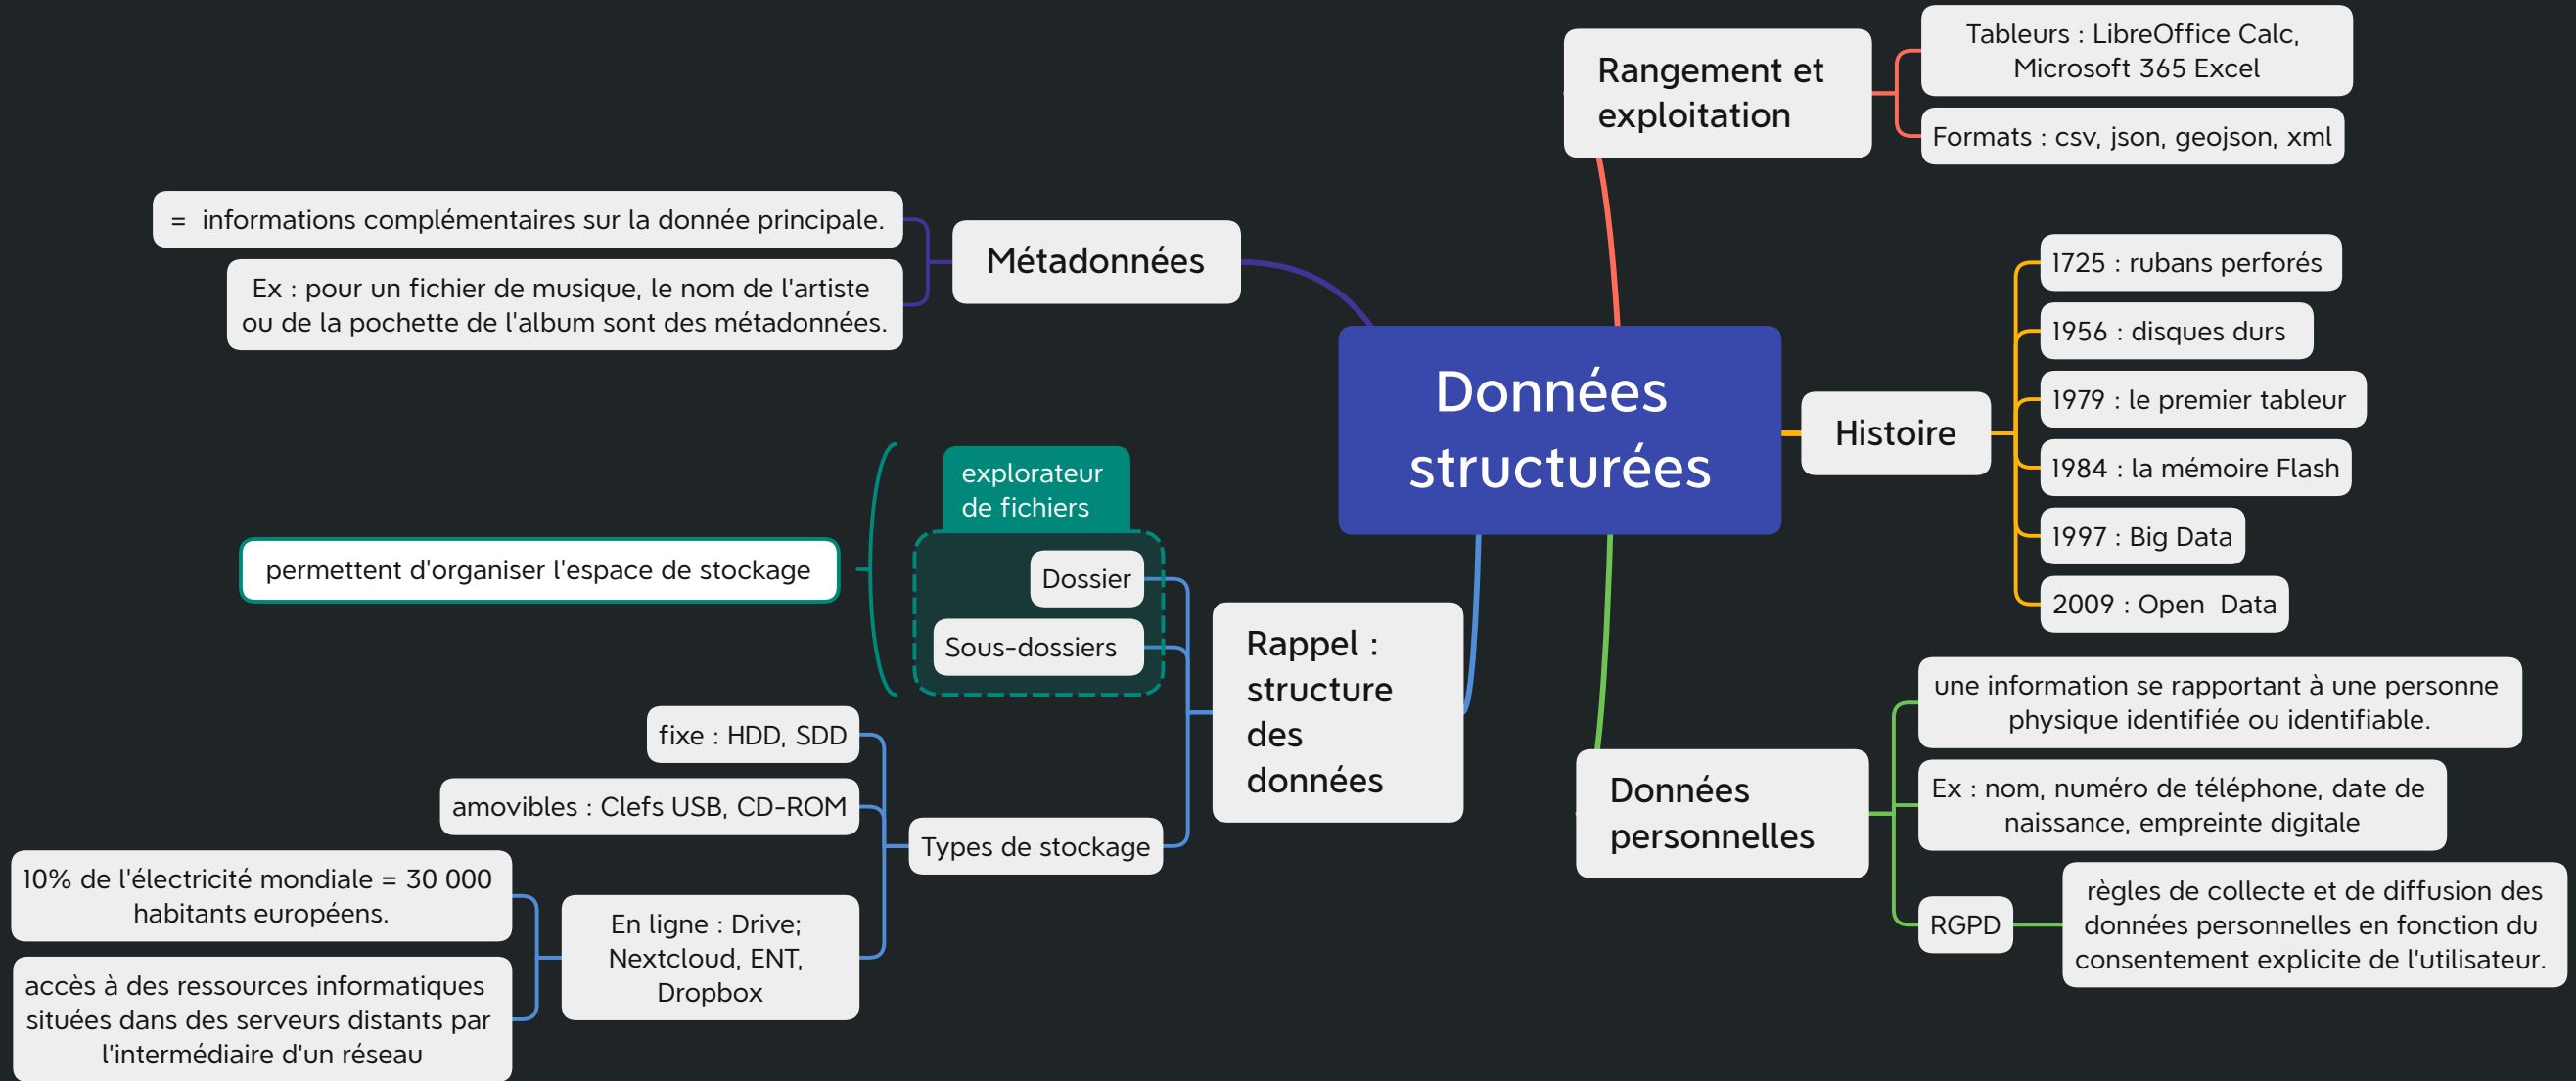 Données
structurées
Rangement et
exploitation
Tableurs : LibreOffice Calc,
Microsoft 365 Excel
Formats : csv, json, geojson, xml
Histoire
1725 : rubans perforés
1956 : disques durs
1979 : le premier tableur
1984 : la mémoire Flash
1997 : Big Data
2009 : Open  Data
Données
personnelles
une information se rapportant à une personne
physique identifiée ou identifiable.
Ex : nom, numéro de téléphone, date de
naissance, empreinte digitale
RGPD
règles de collecte et de diffusion des
données personnelles en fonction du
consentement explicite de l'utilisateur.
Métadonnées
=  informations complémentaires sur la donnée principale.
Ex : pour un fichier de musique, le nom de l'artiste
ou de la pochette de l'album sont des métadonnées.
Rappel :
structure
des
données
explorateur
de fichiers
Dossier
Sous-dossiers
permettent d'organiser l'espace de stockage
Types de stockage
fixe : HDD, SDD
amovibles : Clefs USB, CD-ROM
En ligne : Drive;
Nextcloud, ENT,
Dropbox
10% de l'électricité mondiale = 30 000
habitants européens.
accès à des ressources informatiques
situées dans des serveurs distants par
l'intermédiaire d'un réseau